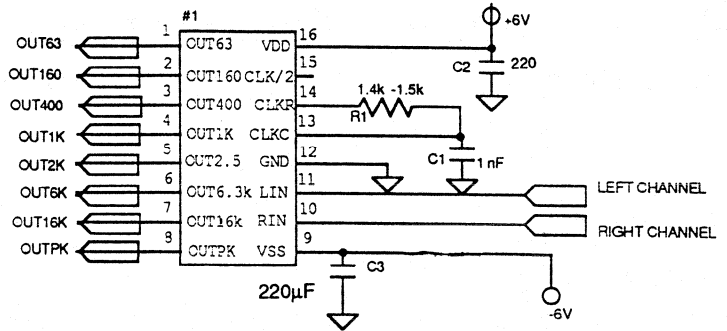 #1
+6V
OUT63 1 OUT63 VDD 16
C2 220
OUT160 2 OUT160 CLK/2 15
OUT400 3 OUT400 CLKR 14 1.4k -1.5k
R1
OUT1K 4 OUT1K CLKC 13
C1 1nF
OUT2K 5 OUT2.5 GND 12
OUT6K 6 OUT6.3k LIN 11 LEFT CHANNEL
OUT16K 7 OUT16k RIN 10 RIGHT CHANNEL
OUTPK 8 OUTPK VSS 9
C3
220µF
-6V